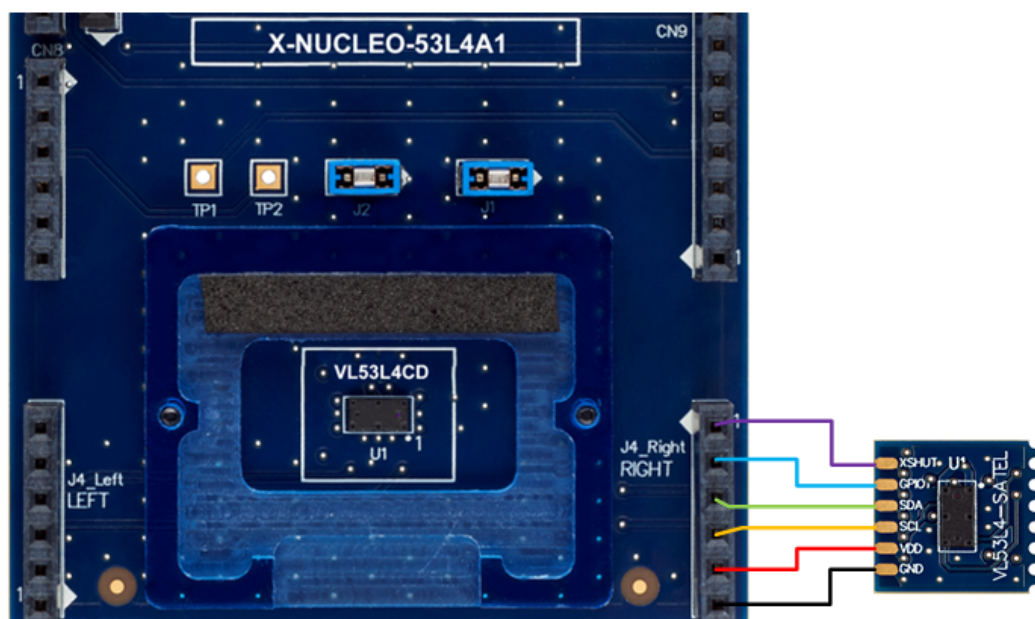 X-NUCLEO-53L4A1
CN8
CN9
1
TP1
TP2
J2
J1
1
VL53L4CD
U1
1
J4_Left
LEFT
1
J4_Right
RIGHT
1
XSHUT
GPIO1
SDA
SCL
VDD
GND
U1
VL53L4-SATEL